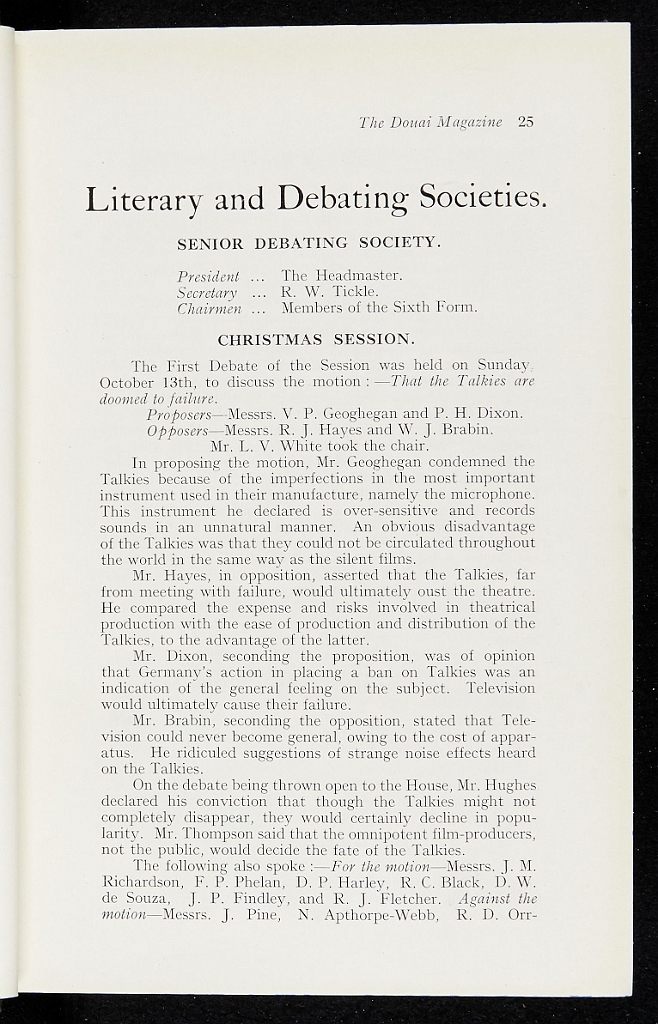 The Douai Magazine 25
Literary and Debating Societies.
SENIOR DEBATING SOCIETY.
President ... The Headmaster.
Secretary ... R. W. Tickle.
Chairmen ... Members of the Sixth Form.
CHRISTMAS SESSION.
The First Debate of the Session was held on Sunday,
October 13th, to discuss the motion : —That the Talkies are
doomed to failure.
Proposers—Messrs. V. P. Geoghegan and P. H. Dixon.
Opposers—Messrs. R. J. Hayes and W. J. Brabin.
Mr. L. V. White took the chair.
In proposing the motion, Mr. Geoghegan condemned the
Talkies because of the imperfections in the most important
instrument used in their manufacture, namely the microphone.
This instrument he declared is over-sensitive and records
sounds in an unnatural manner. An obvious disadvantage
of the Talkies was that they could not be circulated throughout
the world in the same way as the silent films.
Mr. Hayes, in opposition, asserted that the Talkies, far
from meeting with failure, would ultimately oust the theatre.
He compared the expense and risks involved in theatrical
production with the ease of production and distribution of the
Talkies, to the advantage of the latter.
Mr. Dixon, seconding the proposition, was of opinion
that Germany's action in placing a ban on Talkies was an
indication of the general feeling on the subject. Television
would ultimately cause their failure.
Mr. Brabin, seconding the opposition, stated that Tele-
vision could never become general, owing to the cost of appar-
atus. He ridiculed suggestions of strange noise effects heard
on the Talkies.
On the debate being thrown open to the House, Mr. Hughes
declared his conviction that though the Talkies might not
completely disappear, they would certainly decline in popu-
larity. Mr. Thompson said that the omnipotent film-producers,
not the public, would decide the fate of the Talkies.
The following also spoke :—For the motion—Messrs. J. M.
Richardson, F. P. Phelan, D. P. Harley, R. C. Black, D. W.
de Souza, J. P. Findley, and R. J. Fletcher. Against the
motion—Messrs. J. Pine, N. Apthorpe-Webb, R. D. Orr-